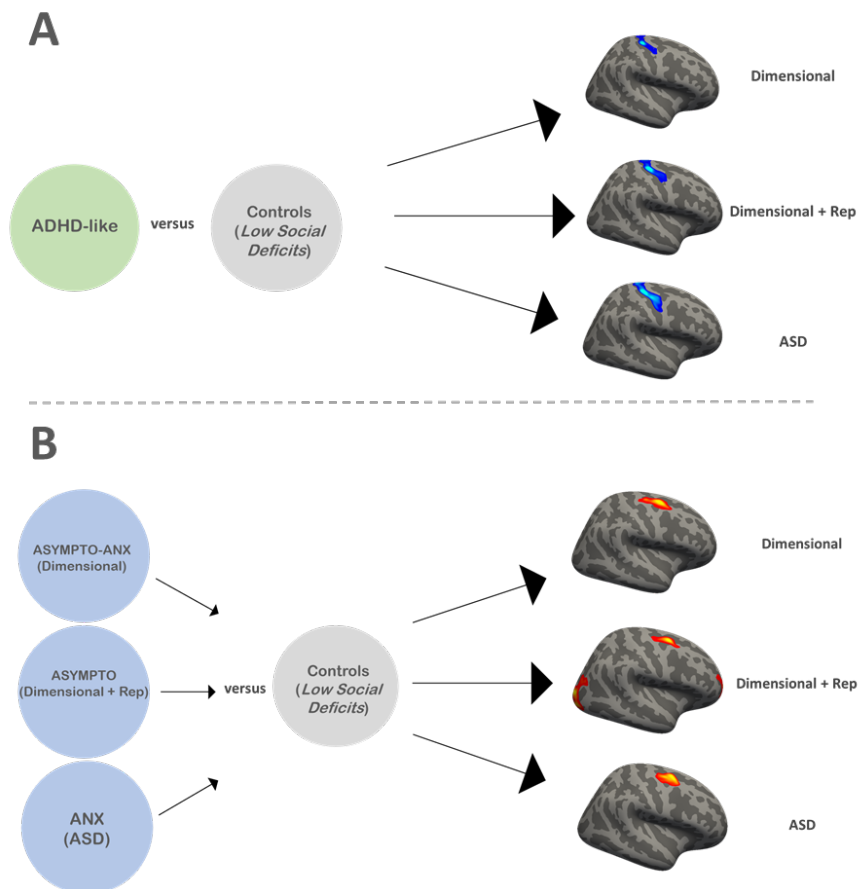 A
Dimensional
ADHD-like
versus
Controls
(Low Social
Deficits)
Dimensional + Rep
ASD
B
ASYMPTO-ANX
(Dimensional)
Dimensional
ASYMPTO
(Dimensional + Rep)
versus
Controls
(Low Social
Deficits)
Dimensional + Rep
ANX
(ASD)
ASD